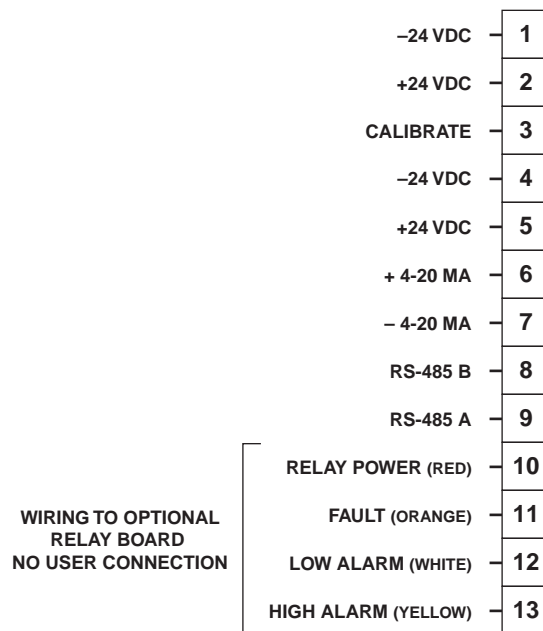 –24 VDC 1
+24 VDC 2
CALIBRATE 3
–24 VDC 4
+24 VDC 5
+ 4-20 MA 6
– 4-20 MA 7
RS-485 B 8
RS-485 A 9
RELAY POWER (RED) 10
FAULT (ORANGE) 11
LOW ALARM (WHITE) 12
HIGH ALARM (YELLOW) 13
WIRING TO OPTIONAL
RELAY BOARD
NO USER CONNECTION